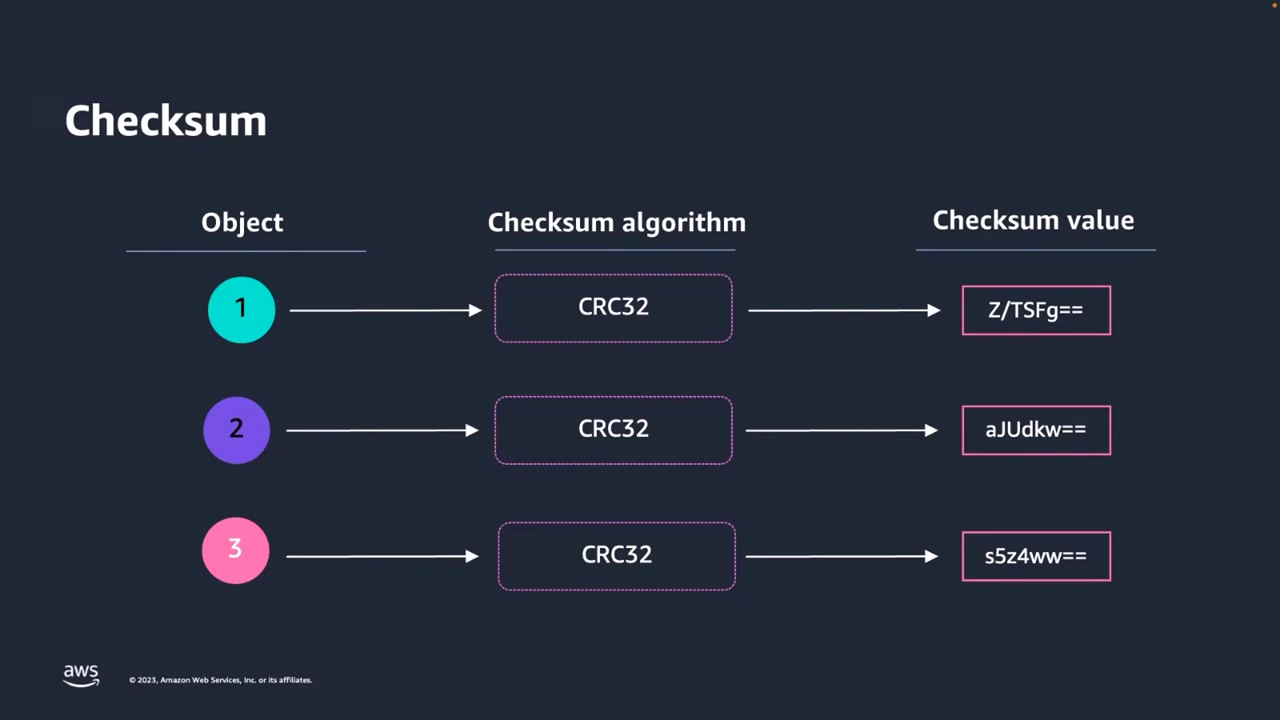 Checksum
Object
Checksum algorithm
Checksum value
1
CRC32
Z/TSFg==
2
CRC32
aJUdkw==
3
CRC32
s5z4ww==
aws
© 2023, Amazon Web Services, Inc. or its affiliates.